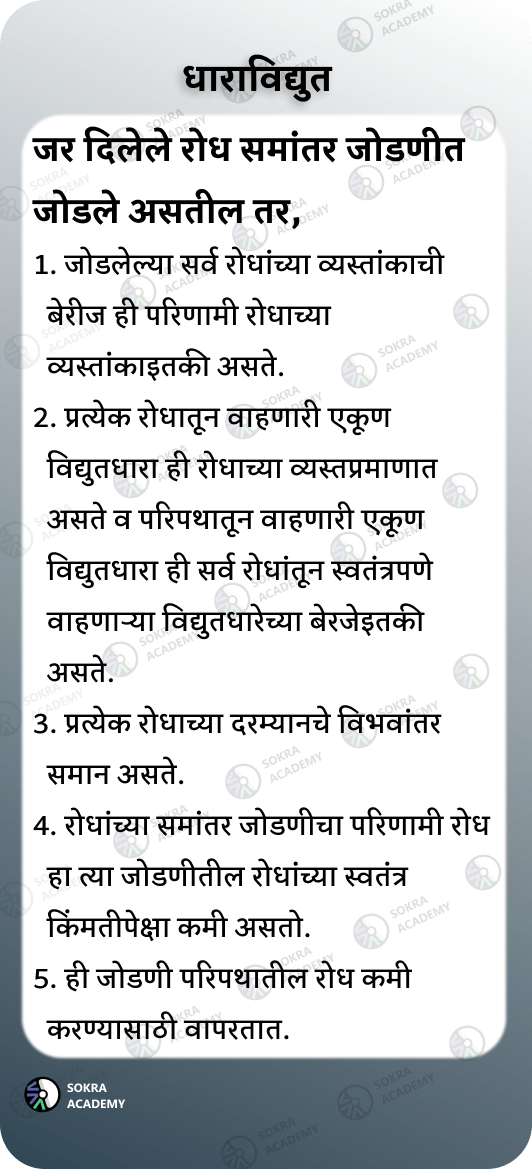 धाराविद्युत
जर दिलेले रोध समांतर जोडणीत
जोडले असतील तर,
1. जोडलेल्या सर्व रोधांच्या व्यस्तांकाची
बेरीज ही परिणामी रोधाच्या
व्यस्तांकाइतकी असते.
2. प्रत्येक रोधातून वाहणारी एकूण
विद्युतधारा ही रोधाच्या व्यस्तप्रमाणात
असते व परिपथातून वाहणारी एकूण
विद्युतधारा ही सर्व रोधांतून स्वतंत्रपणे
वाहणाऱ्या विद्युतधारेच्या बेरजेइतकी
असते.
3. प्रत्येक रोधाच्या दरम्यानचे विभवांतर
समान असते.
4. रोधांच्या समांतर जोडणीचा परिणामी रोध
हा त्या जोडणीतील रोधांच्या स्वतंत्र
किंमतीपेक्षा कमी असतो.
5. ही जोडणी परिपथातील रोध कमी
करण्यासाठी वापरतात.
SOKRA
ACADEMY